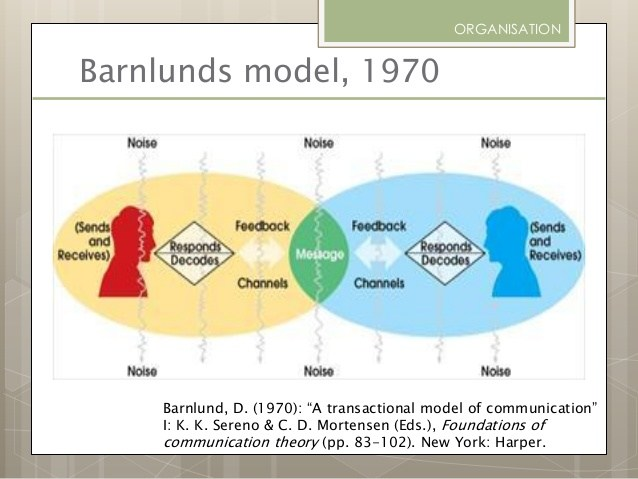 ORGANISATION
Barnlunds model, 1970
Noise Noise Noise
(Sends
and
Receives)
Responds
Decodes
Feedback
Channels
Message
Feedback
Channels
Responds
Decodes
(Sends
and
Receives)
Noise Noise Noise
Barnlund, D. (1970): “A transactional model of communication”
I: K. K. Sereno & C. D. Mortensen (Eds.), Foundations of
communication theory (pp. 83-102). New York: Harper.